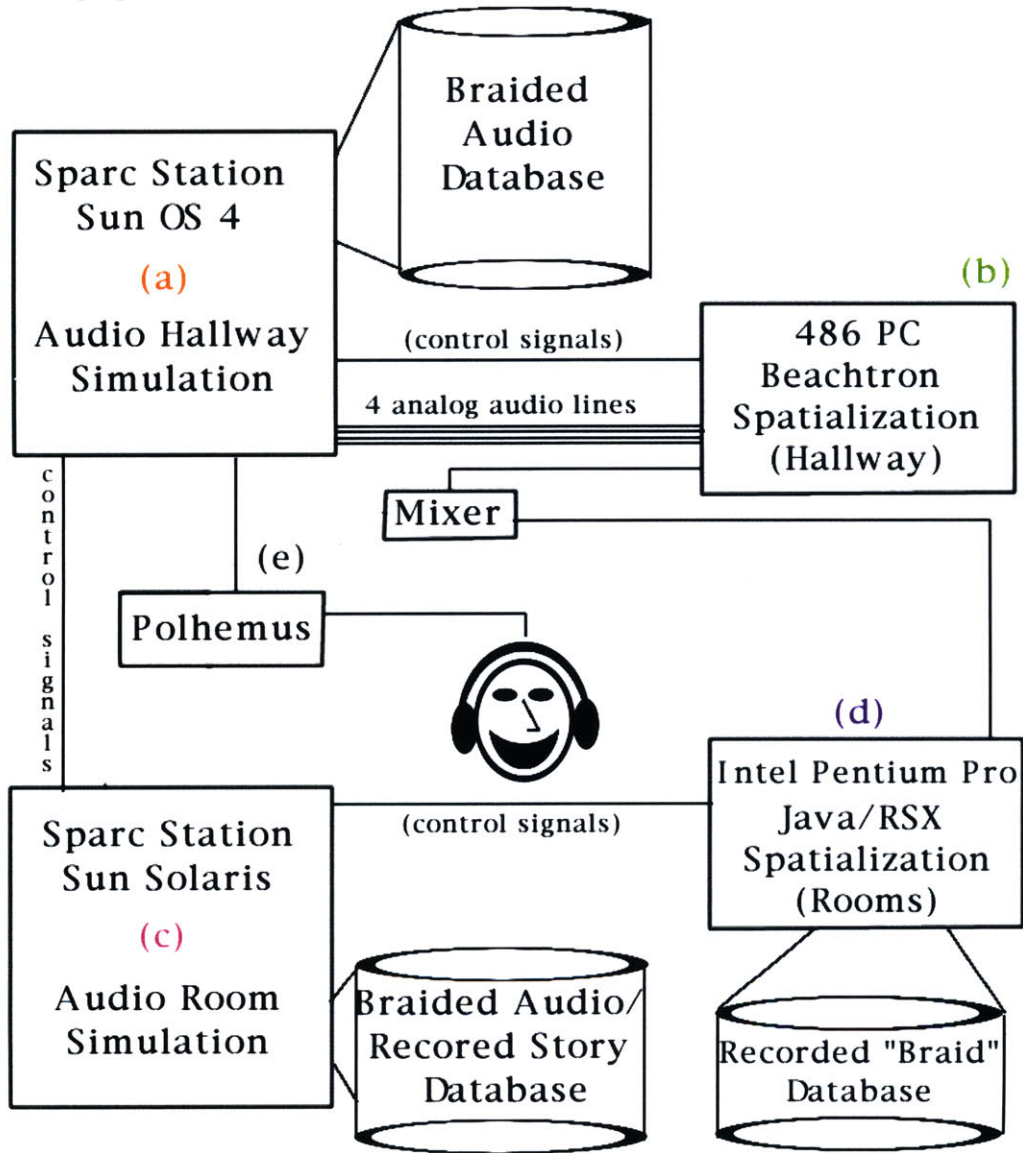 Braided
Audio
Database
Sparc Station
Sun OS 4
(a)
Audio Hallway
Simulation
(b)
486 PC
Beachtron
Spatialization
(Hallway)
(control signals)
4 analog audio lines
Mixer
control signals
(e)
Polhemus
(d)
Intel Pentium Pro
Java/RSX
Spatialization
(Rooms)
(control signals)
Sparc Station
Sun Solaris
(c)
Audio Room
Simulation
Braided Audio/
Recored Story
Database
Recorded "Braid"
Database